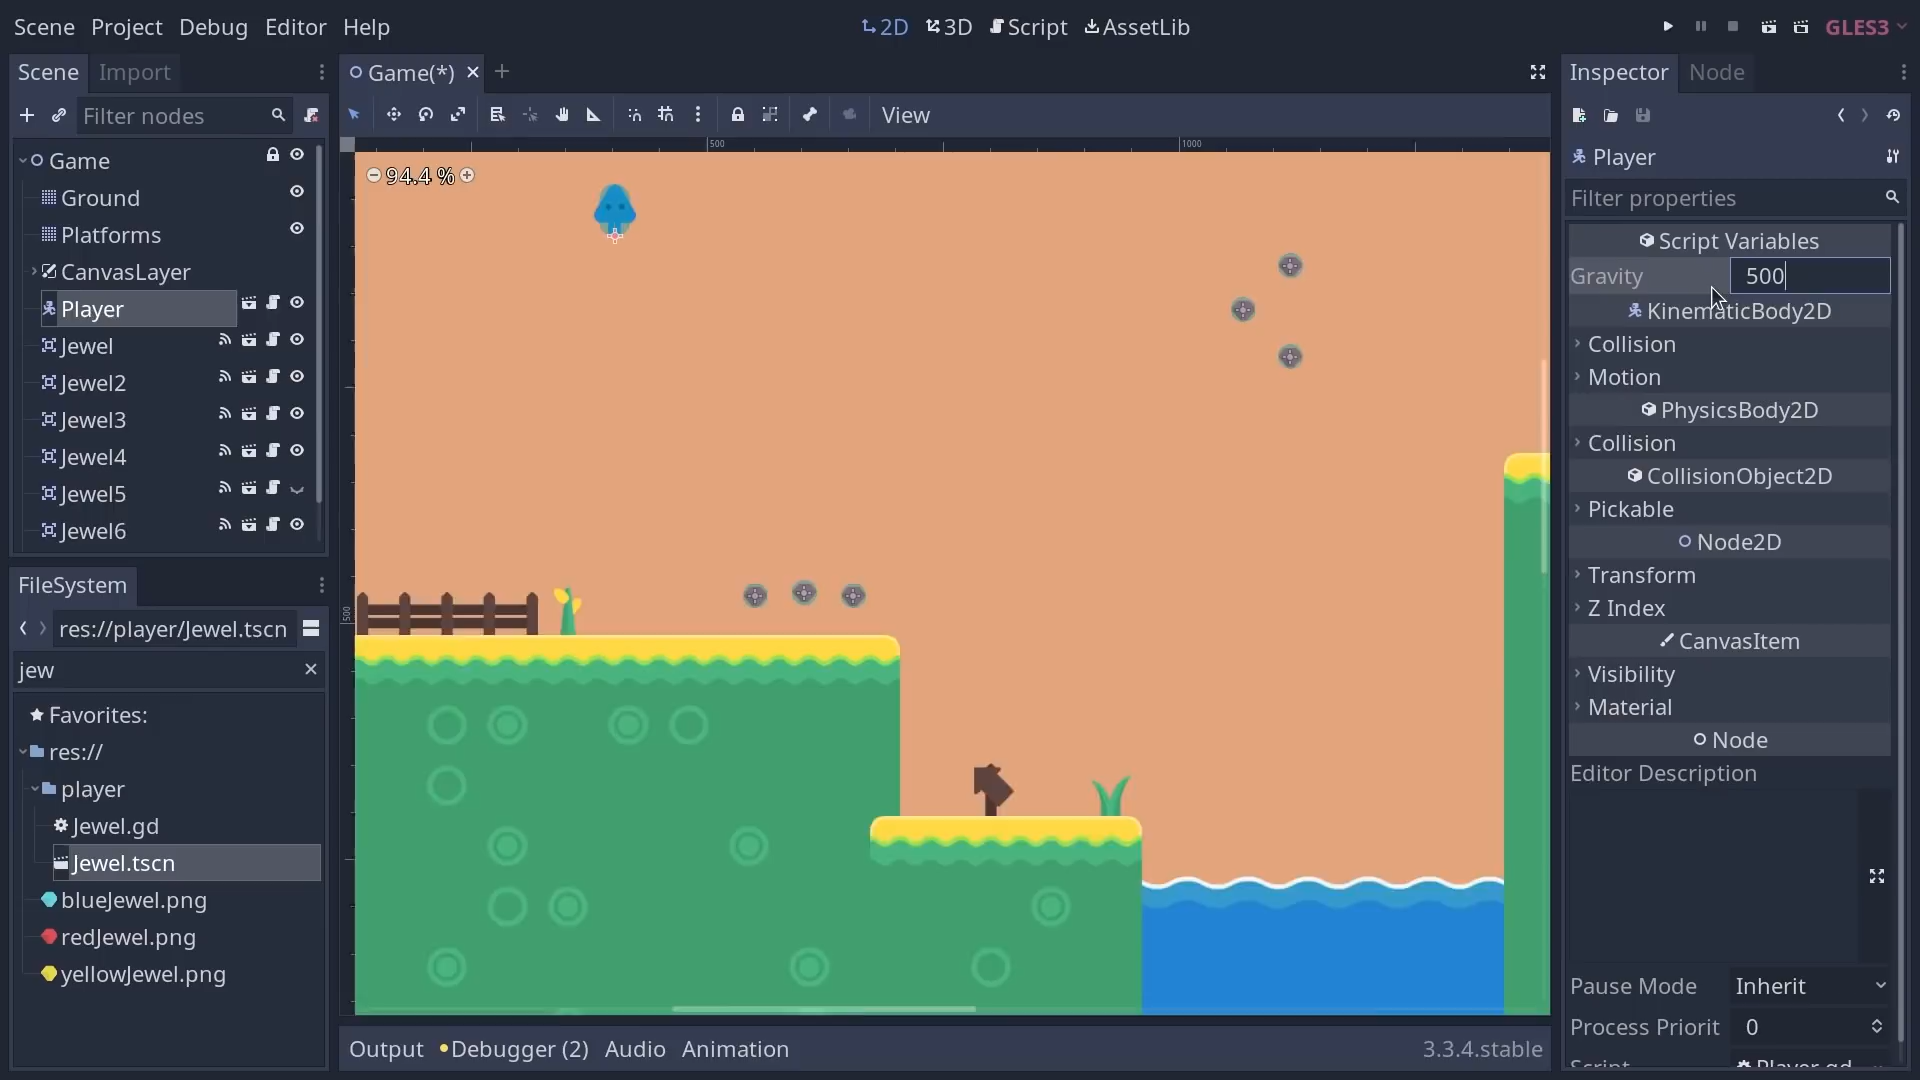 Scene Project Debug Editor Help
2D 3D Script AssetLib
GLES3
Scene Import
Game(*)
Inspector Node
Filter nodes
View
Game
Ground
Platforms
CanvasLayer
Player
Jewel
Jewel2
Jewel3
Jewel4
Jewel5
Jewel6
FileSystem
res://player/Jewel.tscn
jew
Favorites:
res://
player
Jewel.gd
Jewel.tscn
blueJewel.png
redJewel.png
yellowJewel.png
500
1000
94.4 %
500
Output Debugger (2) Audio Animation
3.3.4.stable
Player
Filter properties
Script Variables
Gravity 500
KinematicBody2D
Collision
Motion
PhysicsBody2D
Collision
CollisionObject2D
Pickable
Node2D
Transform
Z Index
CanvasItem
Visibility
Material
Node
Editor Description
Pause Mode Inherit
Process Priorit 0
Script Player.gd